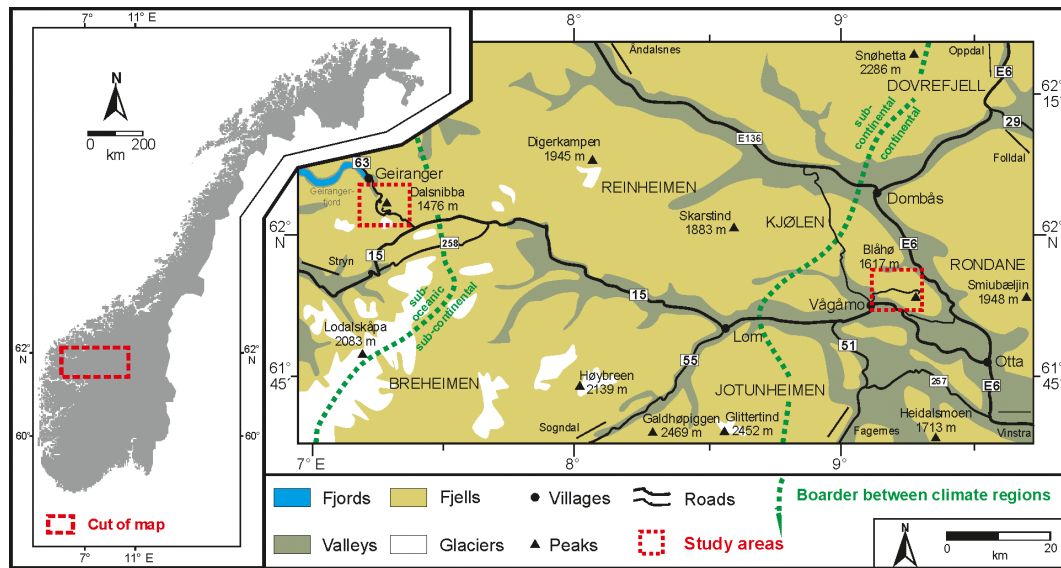 7°
11° E
N
0
200
km
62°
N
60°
62°
N
60°
Cut of map
7°
11° E
8°
9°
Åndalsnes
Snøhetta
2286 m
Oppdal
DOVREFJELL
E6
62°
15'
29
Folldal
sub-
continental
continental
E136
Digerkampen
1945 m
63
Geiranger
Geiranger-
fjord
Dalsnibba
1476 m
REINHEIMEN
Dombås
Skarstind
1883 m
KJØLEN
62°
N
62°
N
E6
258
15
Stryn
Blåhø
1617 m
RONDANE
Smiubæljin
1948 m
sub-
oceanic
sub-continental
15
Vågåmo
Lodalskåpa
2083 m
Lom
51
Otta
55
61°
45'
61°
45'
BREHEIMEN
Høybreen
2139 m
JOTUNHEIMEN
267
E6
Sogndal
Galdhøpiggen
2469 m
Glittertind
2452 m
Fagernes
Heidalsmoen
1713 m
Vinstra
7° E
8°
9°
Fjords
Fjells
Villages
Roads
Boarder between climate regions
Valleys
Glaciers
Peaks
Study areas
N
0
20
km